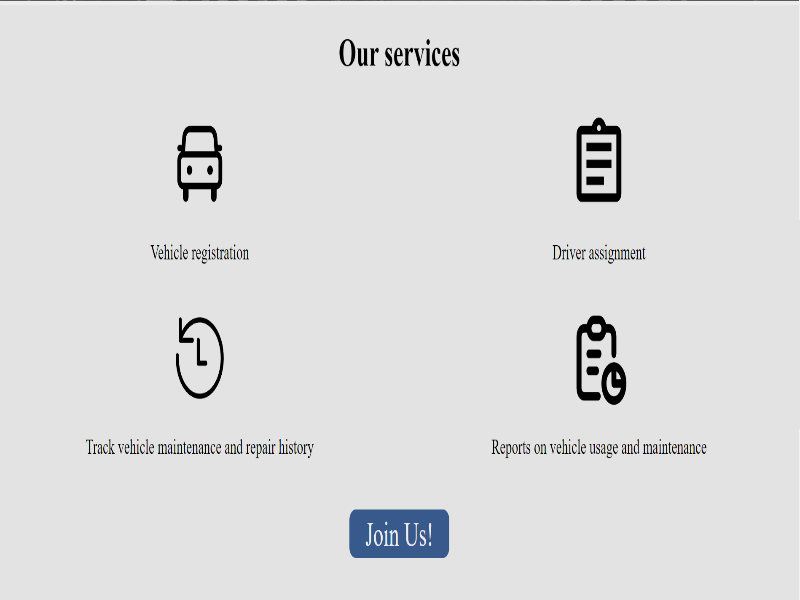 Our services
Vehicle registration
Driver assignment
Track vehicle maintenance and repair history
Reports on vehicle usage and maintenance
Join Us!